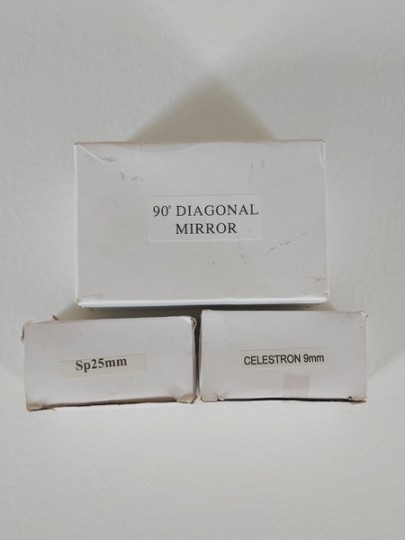 90° DIAGONAL
MIRROR
Sp25mm
CELESTRON 9mm